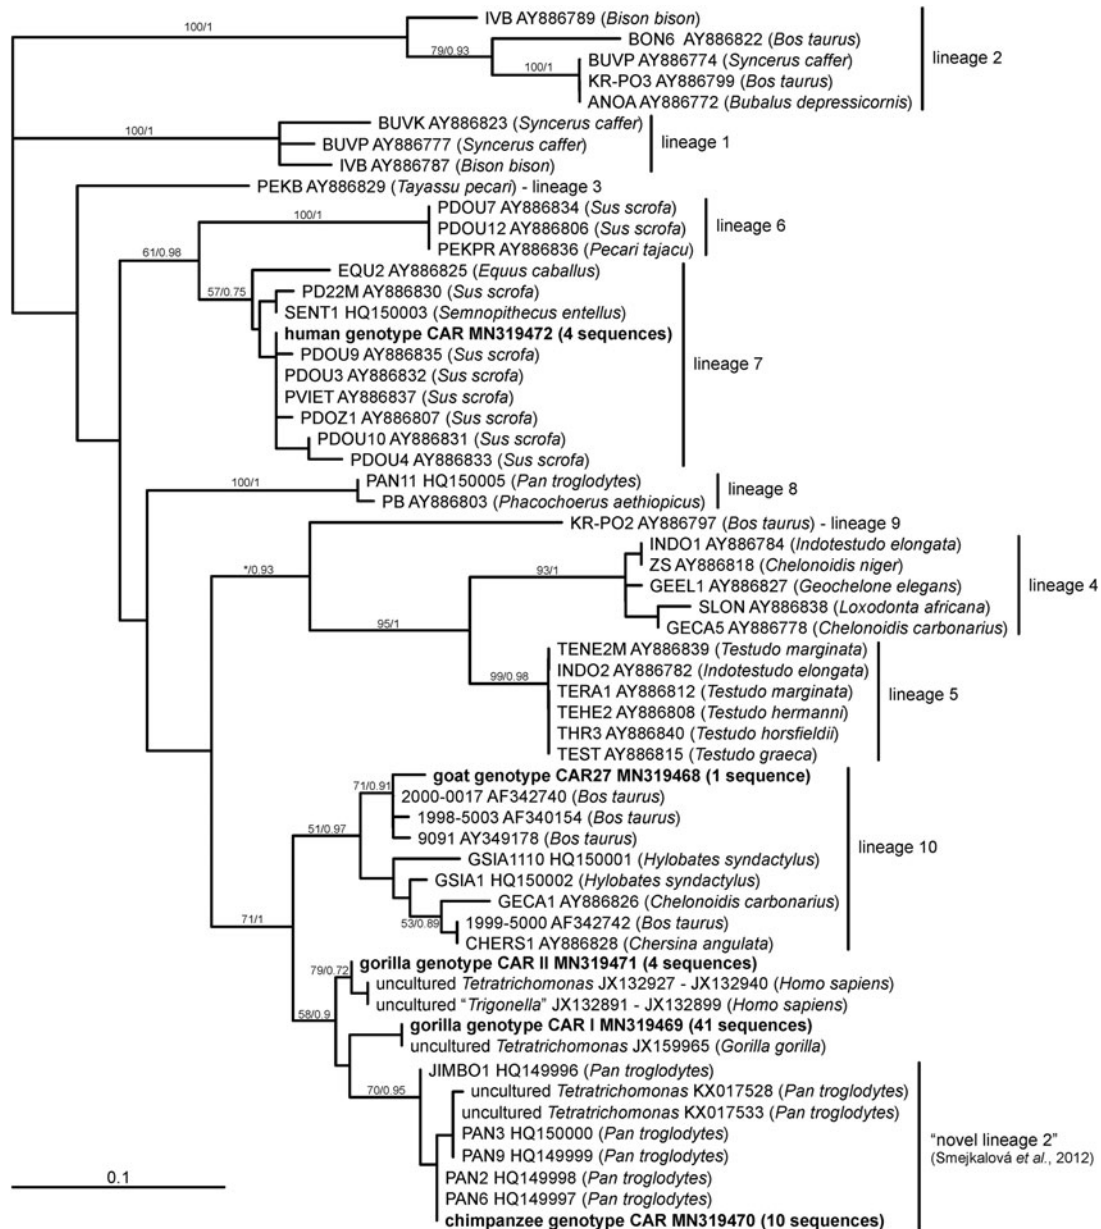 IVB AY886789 (Bison bison)
100/1
BON6 AY886822 (Bos taurus)
79/0.93
BUVP AY886774 (Syncerus caffer)
lineage 2
100/1
KR-PO3 AY886799 (Bos taurus)
ANOA AY886772 (Bubalus depressicornis)
BUVK AY886823 (Syncerus caffer)
100/1
BUVP AY886777 (Syncerus caffer)
lineage 1
IVB AY886787 (Bison bison)
PEKB AY886829 (Tayassu pecari) - lineage 3
PDOU7 AY886834 (Sus scrofa)
100/1
PDOU12 AY886806 (Sus scrofa)
lineage 6
PEKPR AY886836 (Pecari tajacu)
61/0.98
EQU2 AY886825 (Equus caballus)
57/0.75
PD22M AY886830 (Sus scrofa)
SENT1 HQ150003 (Semnopithecus entellus)
human genotype CAR MN319472 (4 sequences)
PDOU9 AY886835 (Sus scrofa)
lineage 7
PDOU3 AY886832 (Sus scrofa)
PVIET AY886837 (Sus scrofa)
PDOZ1 AY886807 (Sus scrofa)
PDOU10 AY886831 (Sus scrofa)
PDOU4 AY886833 (Sus scrofa)
100/1
PAN11 HQ150005 (Pan troglodytes)
lineage 8
PB AY886803 (Phacochoerus aethiopicus)
KR-PO2 AY886797 (Bos taurus) - lineage 9
INDO1 AY886784 (Indotestudo elongata)
*/0.93
93/1
ZS AY886818 (Chelonoidis niger)
GEEL1 AY886827 (Geochelone elegans)
lineage 4
SLON AY886838 (Loxodonta africana)
95/1
GECA5 AY886778 (Chelonoidis carbonarius)
TENE2M AY886839 (Testudo marginata)
99/0.98
INDO2 AY886782 (Indotestudo elongata)
TERA1 AY886812 (Testudo marginata)
lineage 5
TEHE2 AY886808 (Testudo hermanni)
THR3 AY886840 (Testudo horsfieldii)
TEST AY886815 (Testudo graeca)
goat genotype CAR27 MN319468 (1 sequence)
71/0.91
2000-0017 AF342740 (Bos taurus)
1998-5003 AF340154 (Bos taurus)
51/0.97
9091 AY349178 (Bos taurus)
lineage 10
GSIA1110 HQ150001 (Hylobates syndactylus)
GSIA1 HQ150002 (Hylobates syndactylus)
GECA1 AY886826 (Chelonoidis carbonarius)
53/0.89
71/1
1999-5000 AF342742 (Bos taurus)
CHERS1 AY886828 (Chersina angulata)
gorilla genotype CAR II MN319471 (4 sequences)
79/0.72
uncultured Tetratrichomonas JX132927 - JX132940 (Homo sapiens)
uncultured "Trigonella" JX132891 - JX132899 (Homo sapiens)
58/0.9
gorilla genotype CAR I MN319469 (41 sequences)
uncultured Tetratrichomonas JX159965 (Gorilla gorilla)
JIMBO1 HQ149996 (Pan troglodytes)
70/0.95
uncultured Tetratrichomonas KX017528 (Pan troglodytes)
uncultured Tetratrichomonas KX017533 (Pan troglodytes)
PAN3 HQ150000 (Pan troglodytes)
"novel lineage 2"
PAN9 HQ149999 (Pan troglodytes)
(Smejkalová et al., 2012)
0.1
PAN2 HQ149998 (Pan troglodytes)
PAN6 HQ149997 (Pan troglodytes)
chimpanzee genotype CAR MN319470 (10 sequences)